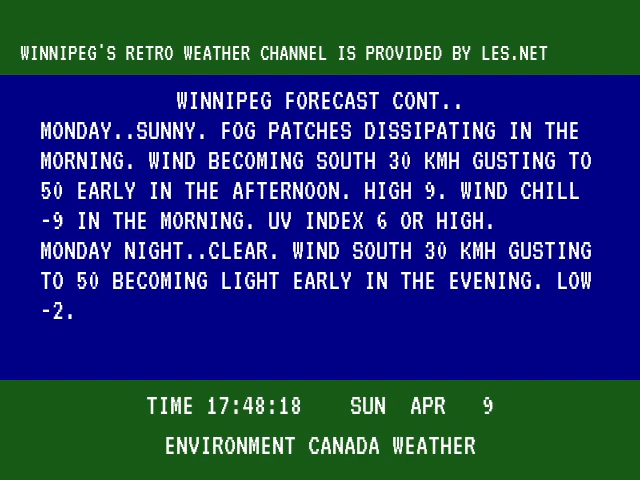 WINNIPEG'S RETRO WEATHER CHANNEL IS PROVIDED BY LES.NET
WINNIPEG FORECAST CONT..
MONDAY..SUNNY. FOG PATCHES DISSIPATING IN THE
MORNING. WIND BECOMING SOUTH 30 KMH GUSTING TO
50 EARLY IN THE AFTERNOON. HIGH 9. WIND CHILL
-9 IN THE MORNING. UV INDEX 6 OR HIGH.
MONDAY NIGHT..CLEAR. WIND SOUTH 30 KMH GUSTING
TO 50 BECOMING LIGHT EARLY IN THE EVENING. LOW
-2.
TIME 17:48:18 SUN APR 9
ENVIRONMENT CANADA WEATHER